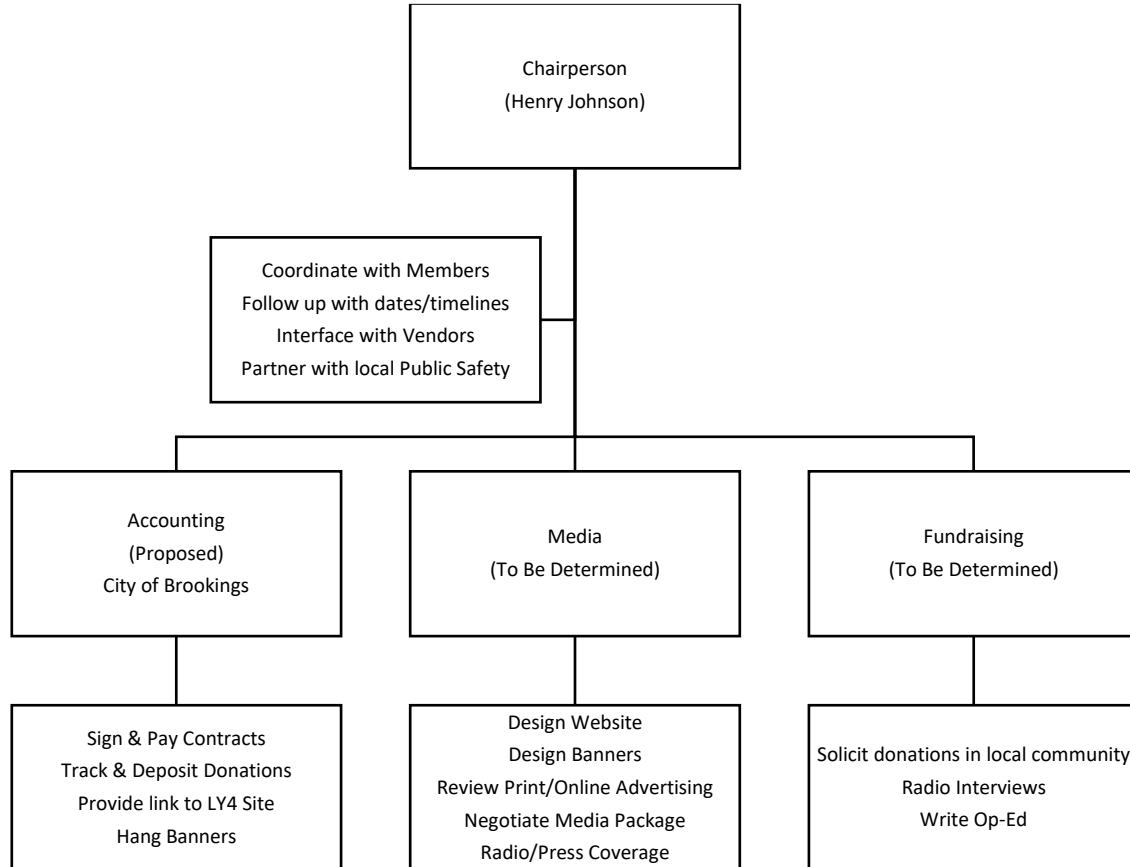 Chairperson
(Henry Johnson)
Coordinate with Members
Follow up with dates/timelines
Interface with Vendors
Partner with local Public Safety
Accounting
(Proposed)
City of Brookings
Media
(To Be Determined)
Fundraising
(To Be Determined)
Sign & Pay Contracts
Track & Deposit Donations
Provide link to LY4 Site
Hang Banners
Design Website
Design Banners
Review Print/Online Advertising
Negotiate Media Package
Radio/Press Coverage
Solicit donations in local community
Radio Interviews
Write Op-Ed